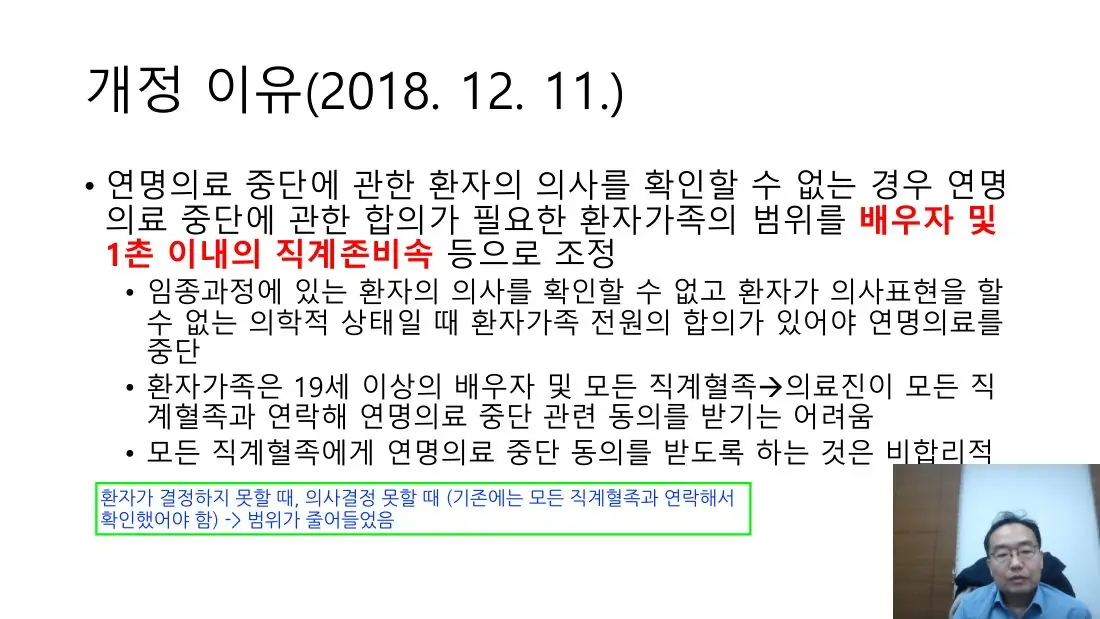 개정 이유(2018. 12. 11.)
• 연명의료 중단에 관한 환자의 의사를 확인할 수 없는 경우 연명
의료 중단에 관한 합의가 필요한 환자가족의 범위를 배우자 및
1촌 이내의 직계존비속 등으로 조정
• 임종과정에 있는 환자의 의사를 확인할 수 없고 환자가 의사표현을 할
수 없는 의학적 상태일 때 환자가족 전원의 합의가 있어야 연명의료를
중단
• 환자가족은 19세 이상의 배우자 및 모든 직계혈족→의료진이 모든 직
계혈족과 연락해 연명의료 중단 관련 동의를 받기는 어려움
• 모든 직계혈족에게 연명의료 중단 동의를 받도록 하는 것은 비합리적
환자가 결정하지 못할 때, 의사결정 못할 때 (기존에는 모든 직계혈족과 연락해서
확인했어야 함) -> 범위가 줄어들었음